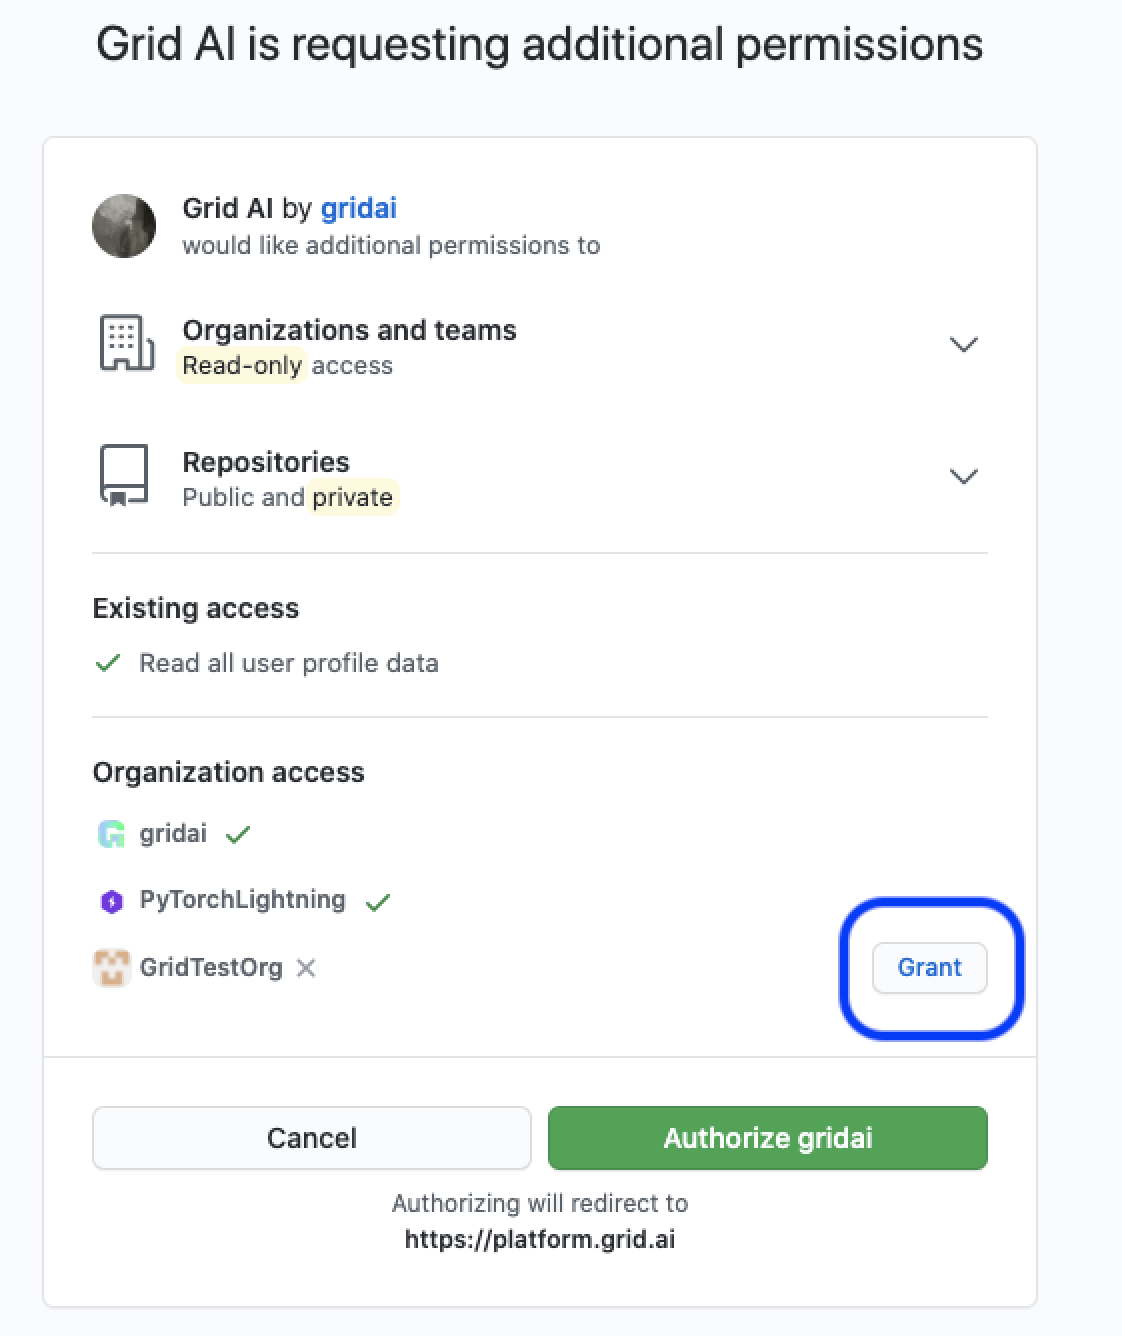 Grid AI is requesting additional permissions
Grid AI by gridai
would like additional permissions to
Organizations and teams
Read-only access
Repositories
Public and private
Existing access
Read all user profile data
Organization access
gridai
PyTorchLightning
GridTestOrg
Grant
Cancel
Authorize gridai
Authorizing will redirect to
https://platform.grid.ai